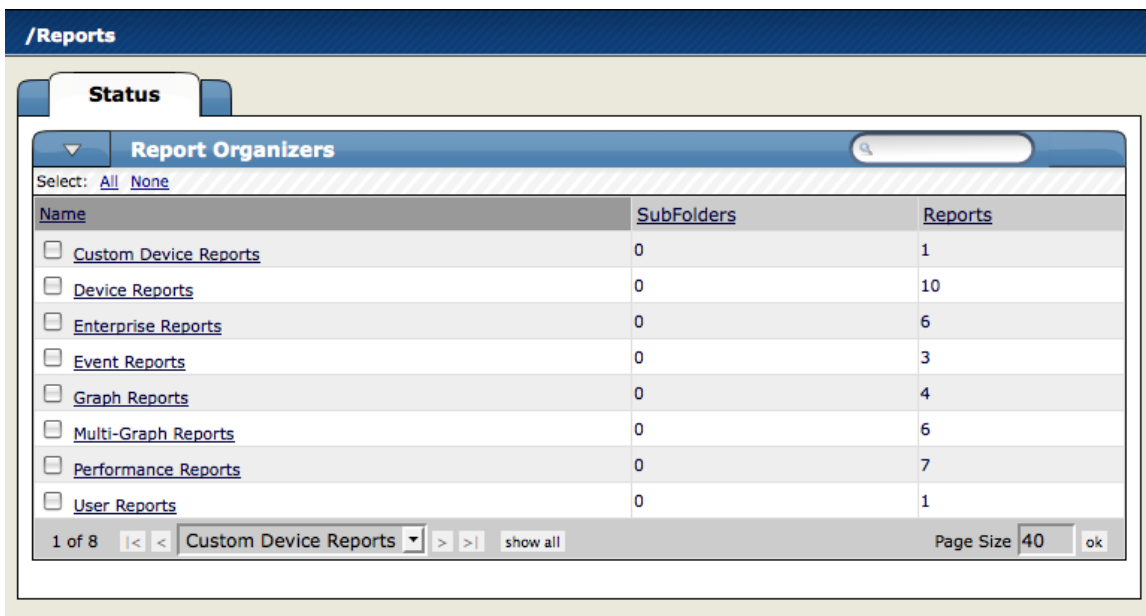 /Reports
Status
Report Organizers
Select: All None
Name SubFolders Reports
Custom Device Reports 0 1
Device Reports 0 10
Enterprise Reports 0 6
Event Reports 0 3
Graph Reports 0 4
Multi-Graph Reports 0 6
Performance Reports 0 7
User Reports 0 1
1 of 8 |< < Custom Device Reports > >| show all Page Size 40 ok